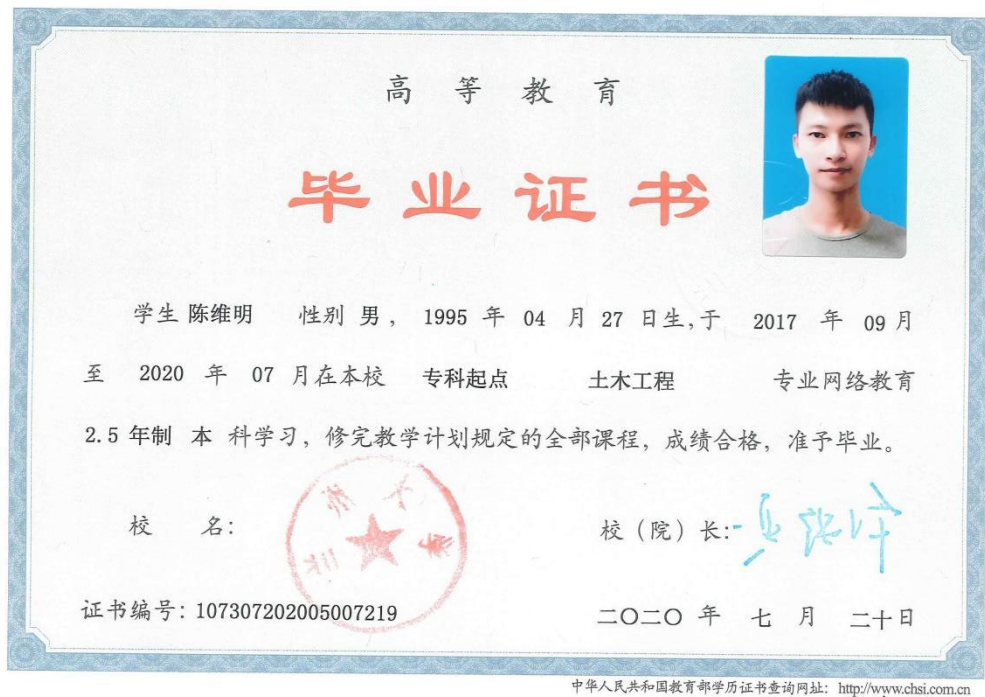 高等教育
毕业证书
学生 陈维明 性别 男， 1995 年 04 月 27 日生,于 2017 年 09月
至 2020 年 07 月在本校 专科起点 土木工程 专业网络教育
2.5 年制 本 科学习，修完教学计划规定的全部课程，成绩合格，准予毕业。
校 名：
校（院）长：
证书编号：107307202005007219
二〇二〇 年 七 月 二十日
中华人民共和国教育部学历证书查询网址：http://www.chsi.com.cn